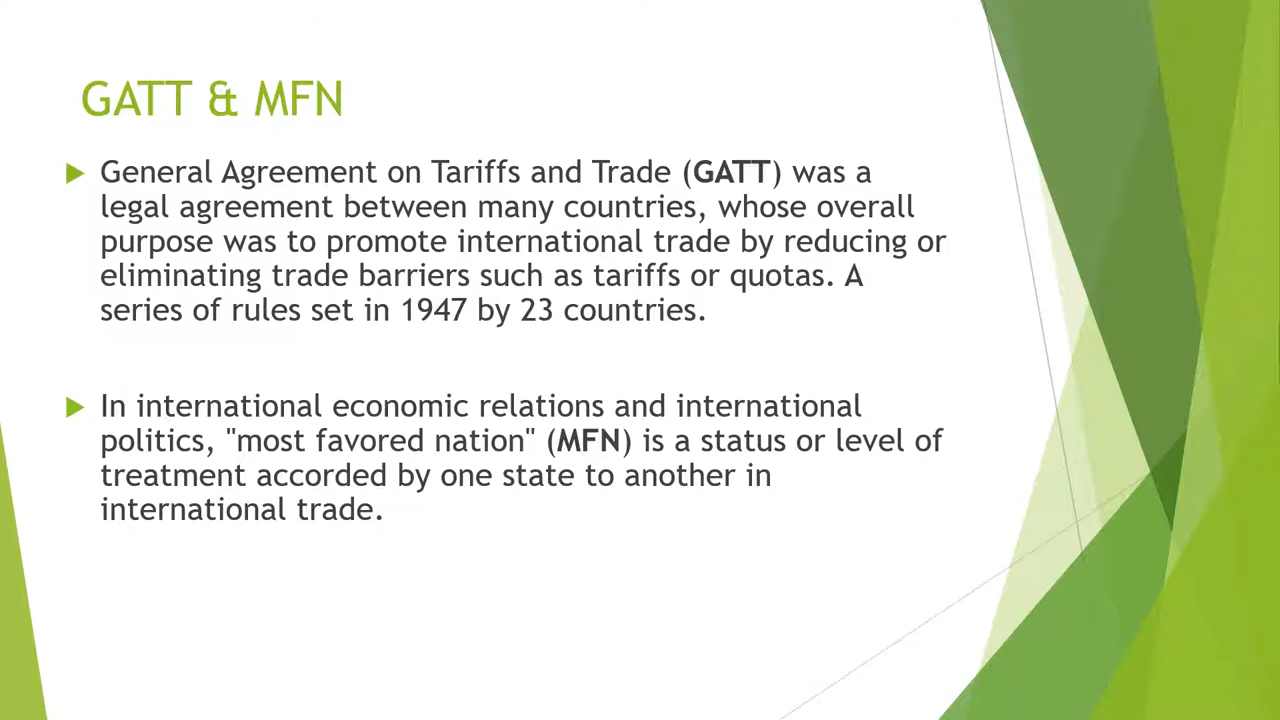 GATT & MFN
General Agreement on Tariffs and Trade (GATT) was a
legal agreement between many countries, whose overall
purpose was to promote international trade by reducing or
eliminating trade barriers such as tariffs or quotas. A
series of rules set in 1947 by 23 countries.
In international economic relations and international
politics, "most favored nation" (MFN) is a status or level of
treatment accorded by one state to another in
international trade.